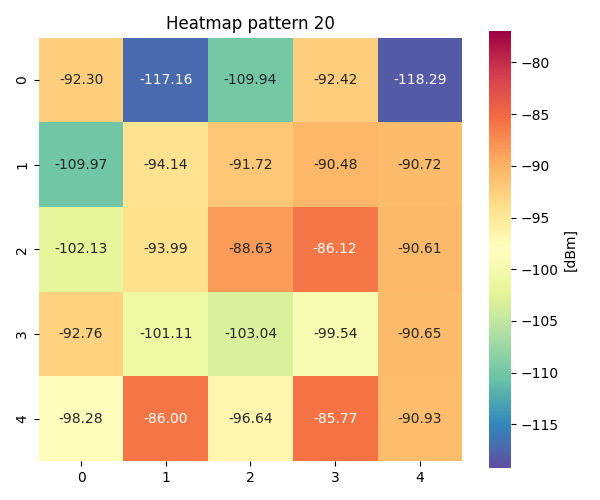 Heatmap pattern 20
0 -92.30 -117.16 -109.94 -92.42 -118.29
1 -109.97 -94.14 -91.72 -90.48 -90.72
2 -102.13 -93.99 -88.63 -86.12 -90.61
3 -92.76 -101.11 -103.04 -99.54 -90.65
4 -98.28 -86.00 -96.64 -85.77 -90.93
0 1 2 3 4
−80
−85
−90
−95
−100
−105
−110
−115
[dBm]